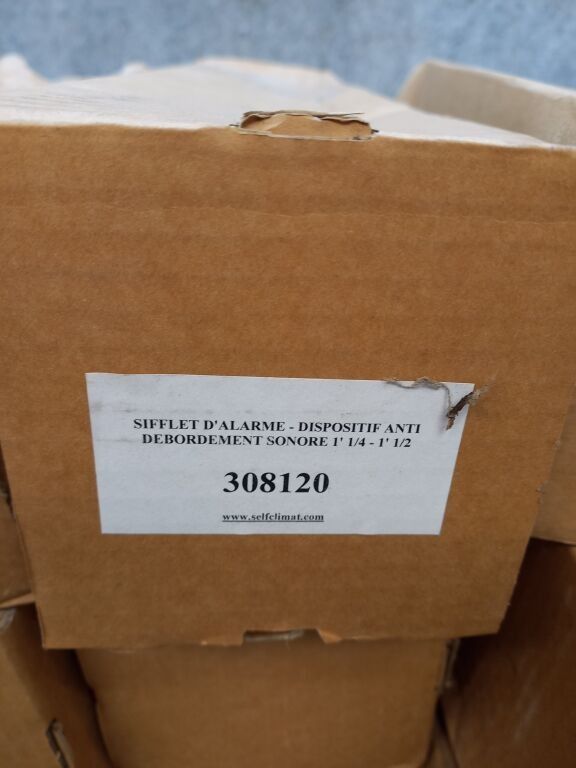 SIFFLET D'ALARME - DISPOSITIF ANTI
DEBORDEMENT SONORE 1' 1/4 - 1' 1/2
308120
www.selfclimat.com